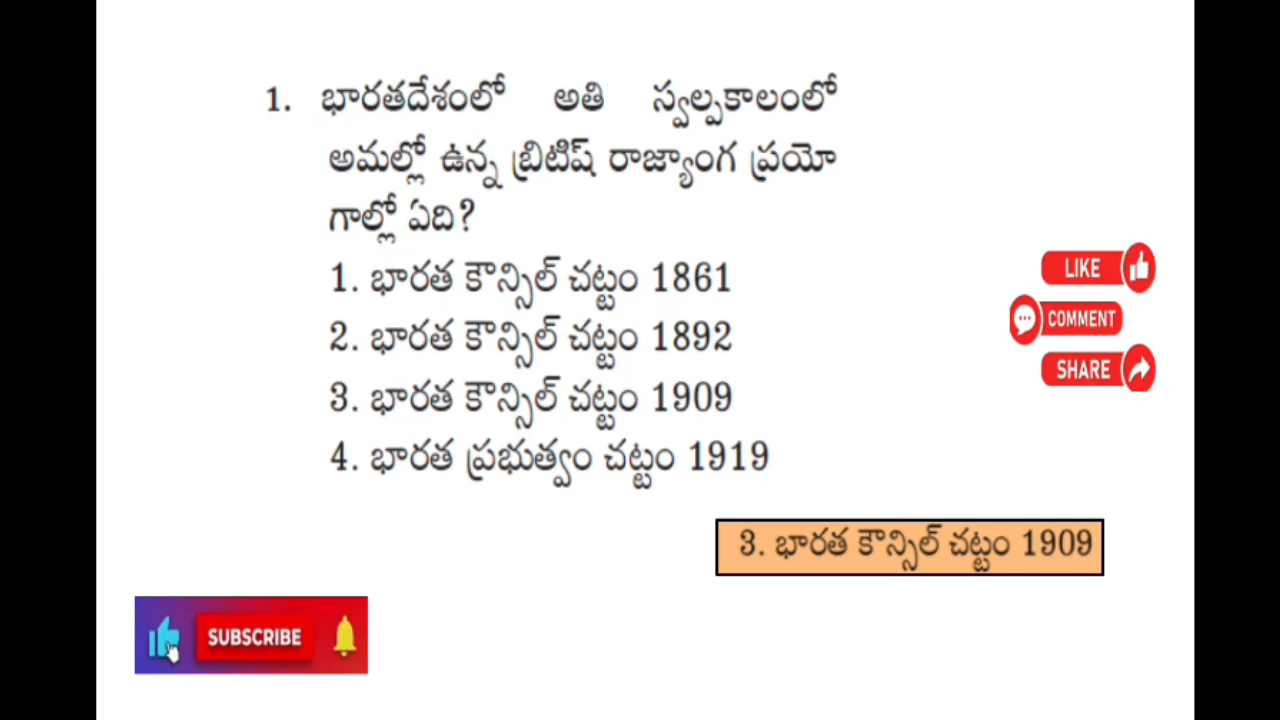 1. భారతదేశంలో అతి స్వల్పకాలంలో
అమల్లో ఉన్న బ్రిటిష్ రాజ్యాంగ ప్రయో
గాల్లో ఏది?
1. భారత కౌన్సిల్ చట్టం 1861
2. భారత కౌన్సిల్ చట్టం 1892
3. భారత కౌన్సిల్ చట్టం 1909
4. భారత ప్రభుత్వం చట్టం 1919
LIKE
COMMENT
SHARE
3. భారత కౌన్సిల్ చట్టం 1909
SUBSCRIBE